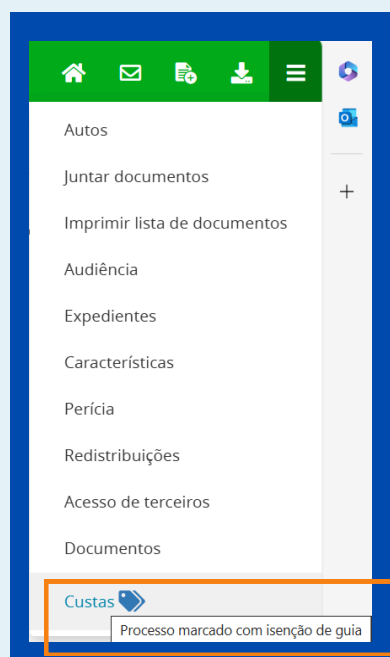 Autos
Juntar documentos
Imprimir lista de documentos
Audiência
Expedientes
Características
Perícia
Redistribuições
Acesso de terceiros
Documentos
Custas
Processo marcado com isenção de guia